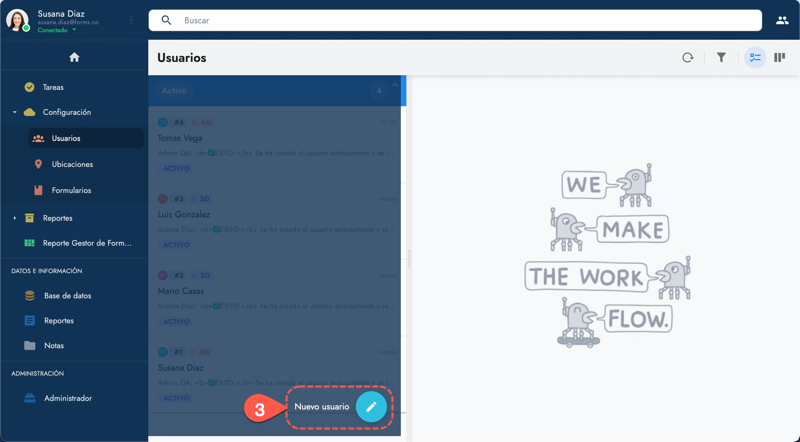 Susana Diaz
susana.diaz@forms.co
Conectado
Buscar
Usuarios
Tareas
Configuración
Usuarios
Ubicaciones
Formularios
Reportes
Reporte Gestor de Form...
DATOS E INFORMACIÓN
Base de datos
Reportes
Notas
ADMINISTRACIÓN
Administrador
Activo
4
#4 AQ
Tomas Vega
Admin QA: <b>✅ÉXITO:</b> Se ha creado el usuario exitosamente y se l...
ACTIVO
#3 SD
Luis Gonzalez
Susana Diaz: <b>✅ÉXITO:</b> Se ha creado el usuario exitosamente y se...
ACTIVO
#2 SD
Mario Casas
Susana Diaz: <b>✅ÉXITO:</b> Se ha creado el usuario exitosamente y se...
ACTIVO
#1 AQ
Susana Diaz
Admin QA: <b>✅ÉXITO:</b> Se ha creado el usuario exitosamente y se l...
ACTIVO
3
Nuevo usuario
WE
MAKE
THE WORK
FLOW.